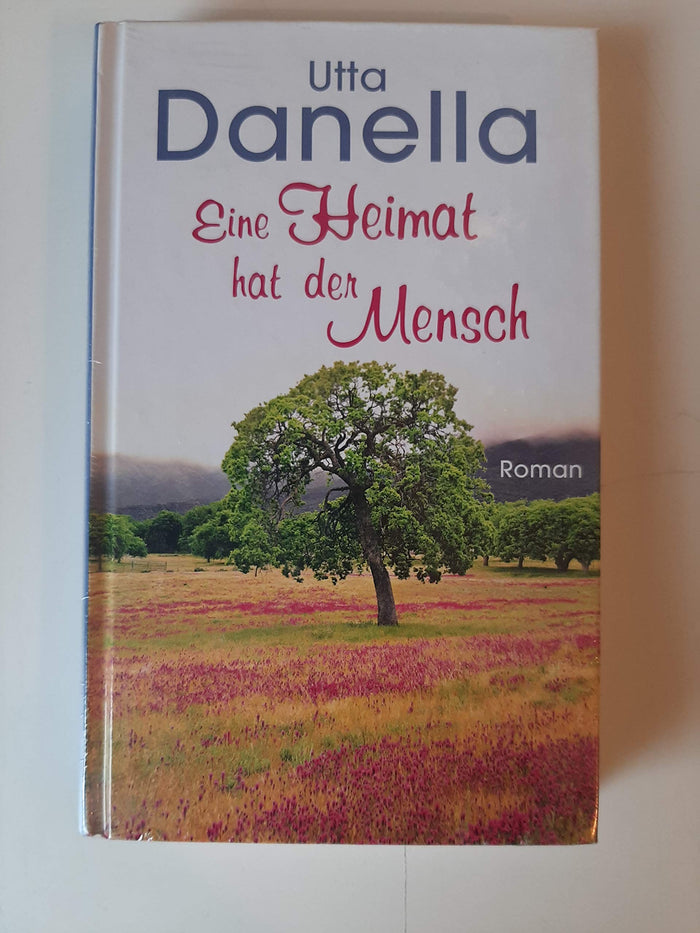 Utta
Danella
Eine Heimat
hat der
Mensch
Roman